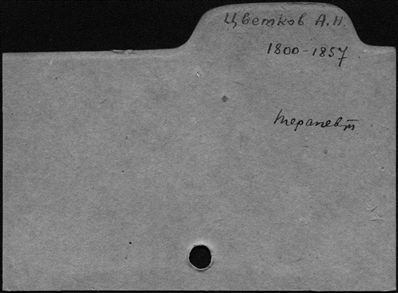 Цветков А.Н.
1800-1857
терапевт